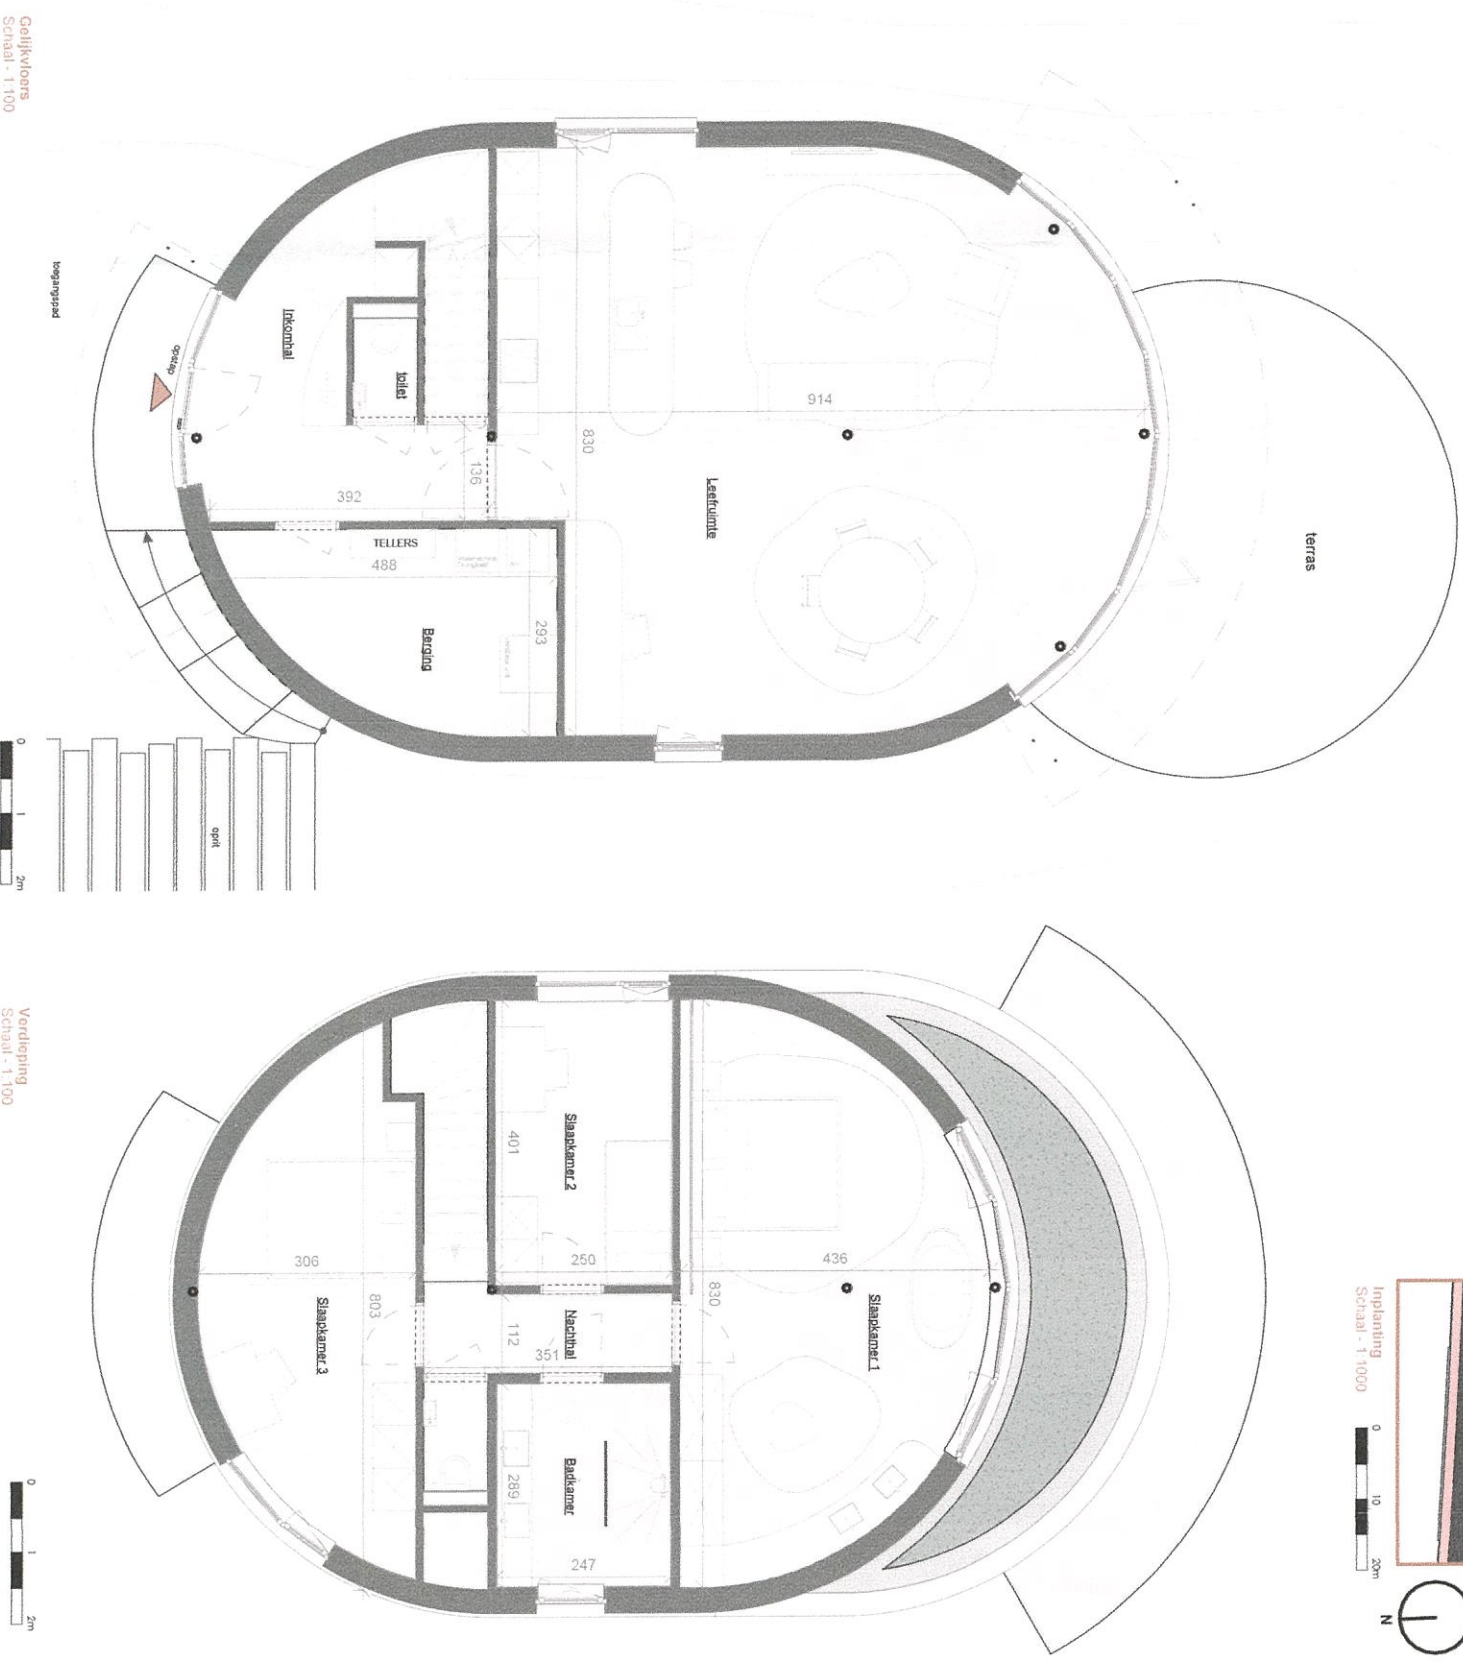 Gelijkvloers
Schaal - 1:100
toegangspad
opstap
Inkomhal
toilet
392
136
TELLERS
488
Berging
293
830
Leefruimte
914
terras
oprit
0 1 2m
Verdieping
Schaal - 1:100
306
803
Slaapkamer 3
401
Slaapkamer 2
250
112
Nachthal
351
289
Badkamer
247
830
436
Slaapkamer 1
0 1 2m
Inplanting
Schaal - 1:1000
0 10 20m
N